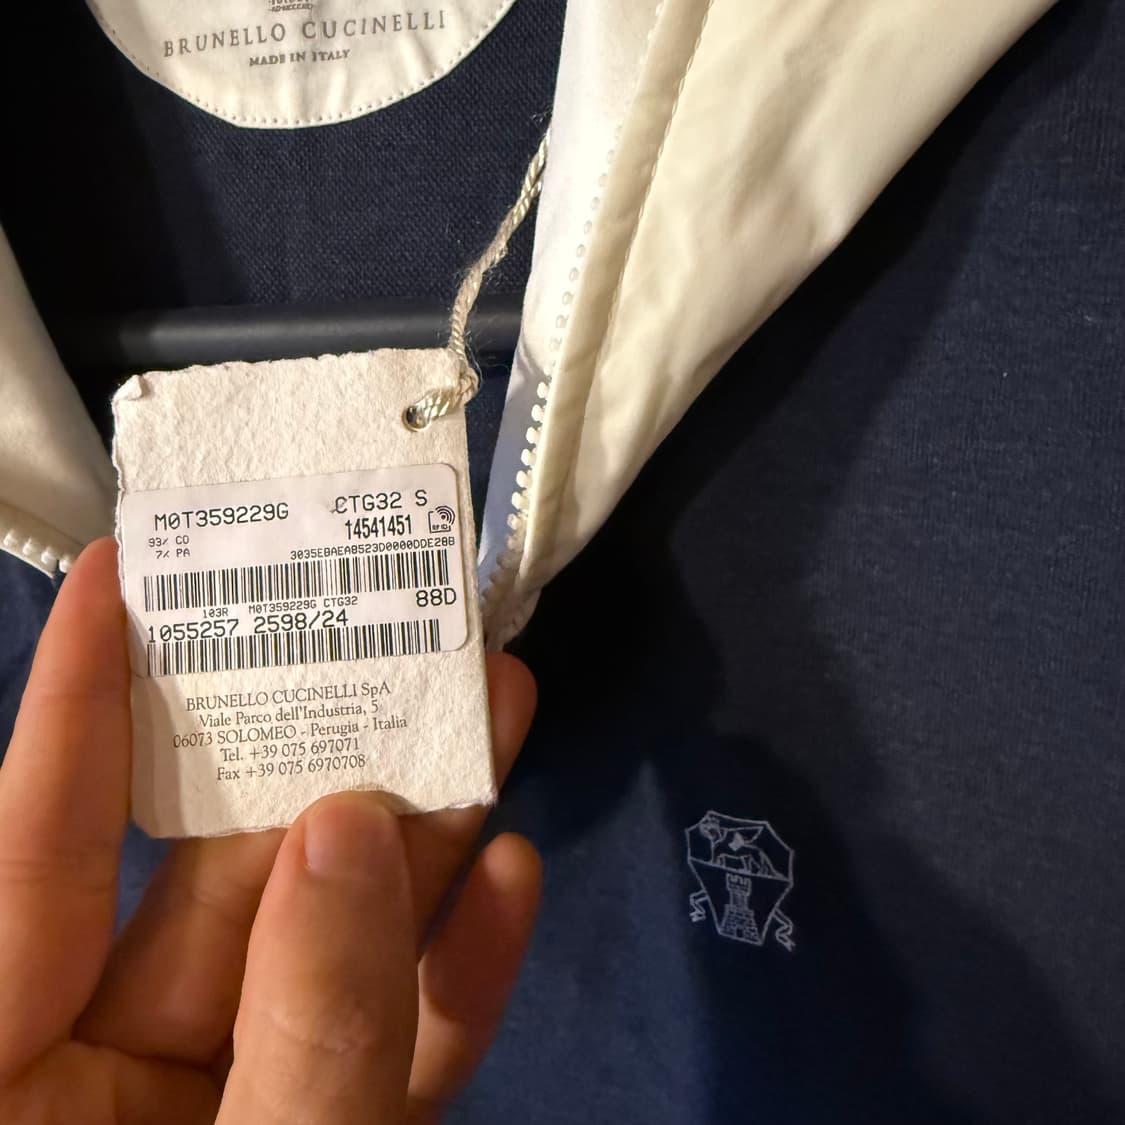 BRUNELLO CUCINELLI
MADE IN ITALY
M0T359229G CTG32 S
93% CO 14541451 RFID
7% PA 3035EBAEA8523D0000DDE28B
103R M0T359229G CTG32 88D
1055257 2598/24
BRUNELLO CUCINELLI SpA
Viale Parco dell'Industria, 5
06073 SOLOMEO - Perugia - Italia
Tel. +39 075 697071
Fax +39 075 6970708